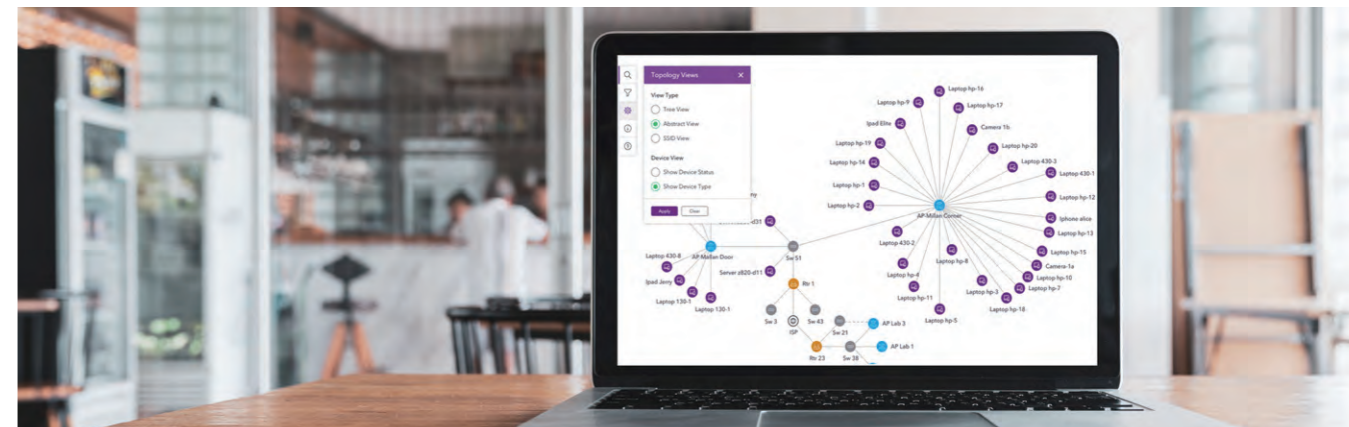 Topology Views
View Type
Tree View
Abstract View
SSID View
Device View
Show Device Status
Show Device Type
Apply
Clear
Laptop hp-16
Laptop hp-9
Laptop hp-17
Ipad Elite
Camera 1b
Laptop hp-19
Laptop hp-20
Laptop hp-14
Laptop 430-3
Laptop 430-1
Laptop hp-1
Laptop hp-12
Laptop hp-2
AP Millan Corner
Iphone alice
Laptop hp-13
Laptop 430-2
Laptop hp-15
Laptop hp-8
Camera-1a
Laptop hp-4
Laptop hp-10
Laptop hp-3
Laptop hp-7
Laptop hp-11
Laptop hp-18
Laptop hp-5
Laptop 430-8
AP Mallan Door
Sw 51
Server z820-d11
Ipad Jerry
Rtr 1
Laptop 130-1
Laptop 130-1
Sw 3
ISP
Sw 43
Sw 21
AP Lab 3
Rtr 23
Sw 38
AP Lab 1